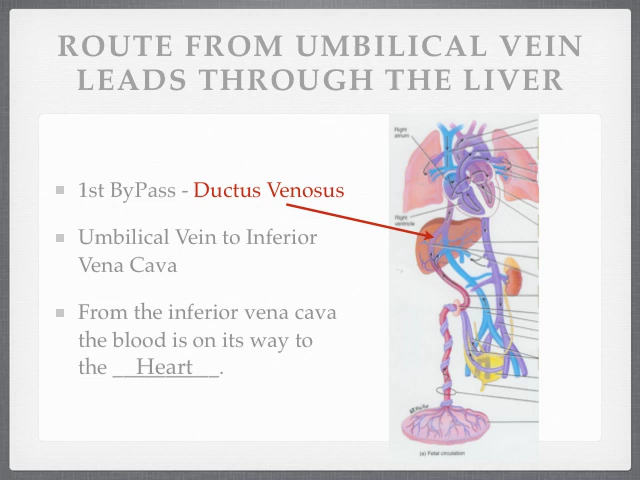 ROUTE FROM UMBILICAL VEIN
LEADS THROUGH THE LIVER
1st ByPass - Ductus Venosus
Umbilical Vein to Inferior
Vena Cava
From the inferior vena cava
the blood is on its way to
the ___Heart___.
Right
atrium
Right
ventricle
(a) Fetal circulation